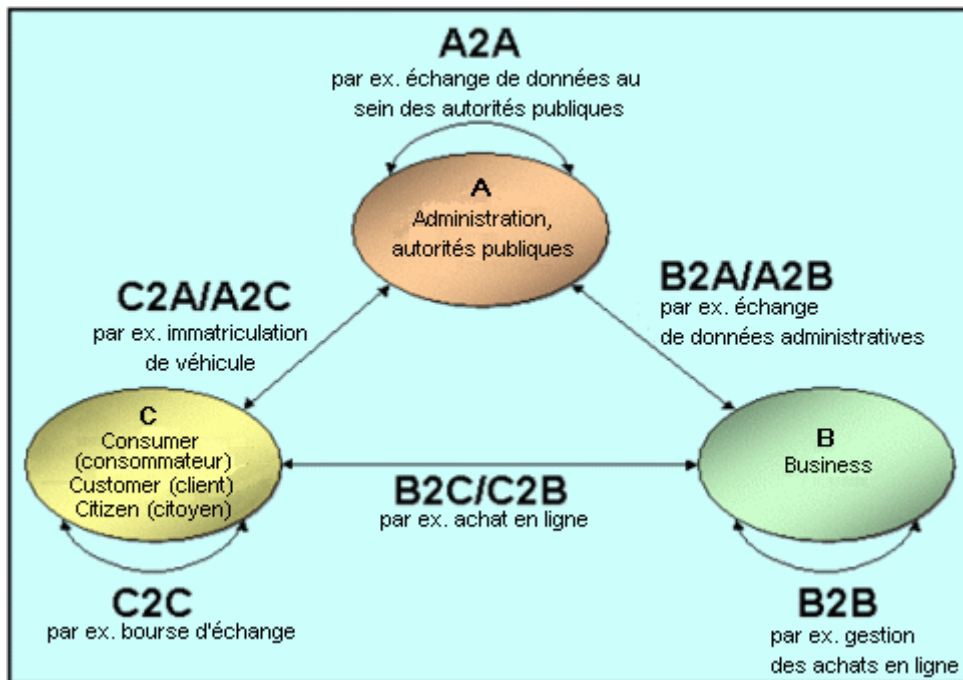 A2A
par ex. échange de données au
sein des autorités publiques
A
Administration,
autorités publiques
C2A/A2C
par ex. immatriculation
de véhicule
B2A/A2B
par ex. échange
de données administratives
C
Consumer
(consommateur)
Customer (client)
Citizen (citoyen)
B
Business
B2C/C2B
par ex. achat en ligne
C2C
par ex. bourse d'échange
B2B
par ex. gestion
des achats en ligne